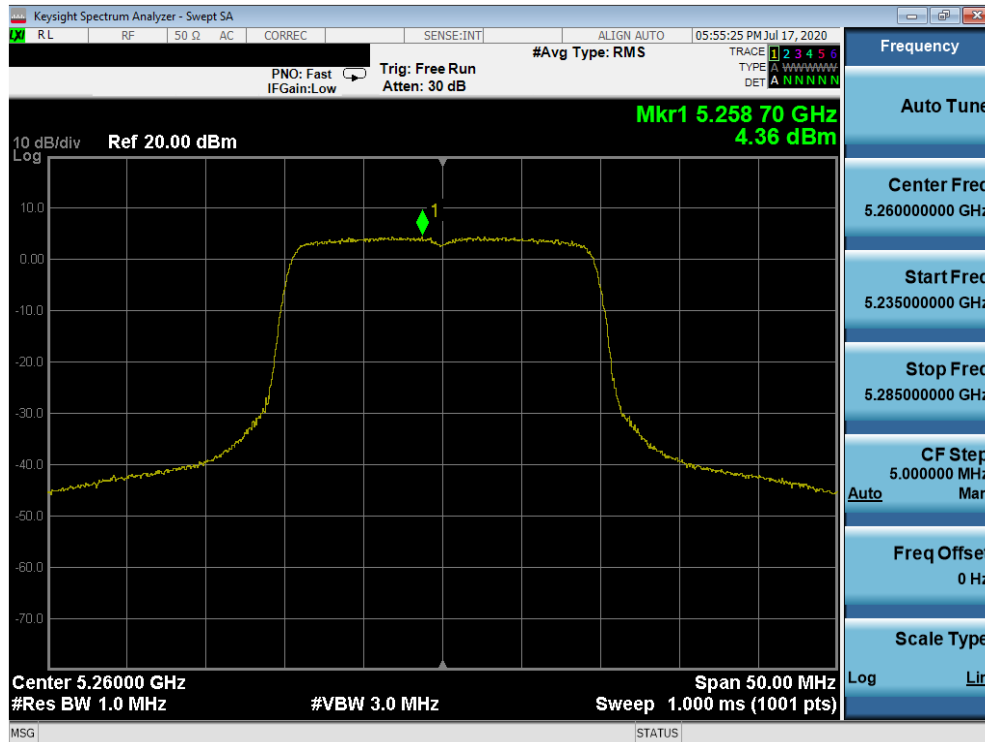 Keysight Spectrum Analyzer - Swept SA
LXI RL RF 50 Ω AC CORREC SENSE:INT ALIGN AUTO 05:55:25 PM Jul 17, 2020
#Avg Type: RMS
TRACE 1 2 3 4 5 6
TYPE A WWWWW
DET A N N N N N
PNO: Fast
IFGain:Low
Trig: Free Run
Atten: 30 dB
Mkr1 5.258 70 GHz
4.36 dBm
10 dB/div Ref 20.00 dBm
Log
1
10.0
0.00
-10.0
-20.0
-30.0
-40.0
-50.0
-60.0
-70.0
Center 5.26000 GHz
Span 50.00 MHz
#Res BW 1.0 MHz
#VBW 3.0 MHz
Sweep 1.000 ms (1001 pts)
MSG
STATUS
Frequency
Auto Tune
Center Freq
5.260000000 GHz
Start Freq
5.235000000 GHz
Stop Freq
5.285000000 GHz
CF Step
5.000000 MHz
Auto Man
Freq Offset
0 Hz
Scale Type
Log Lin